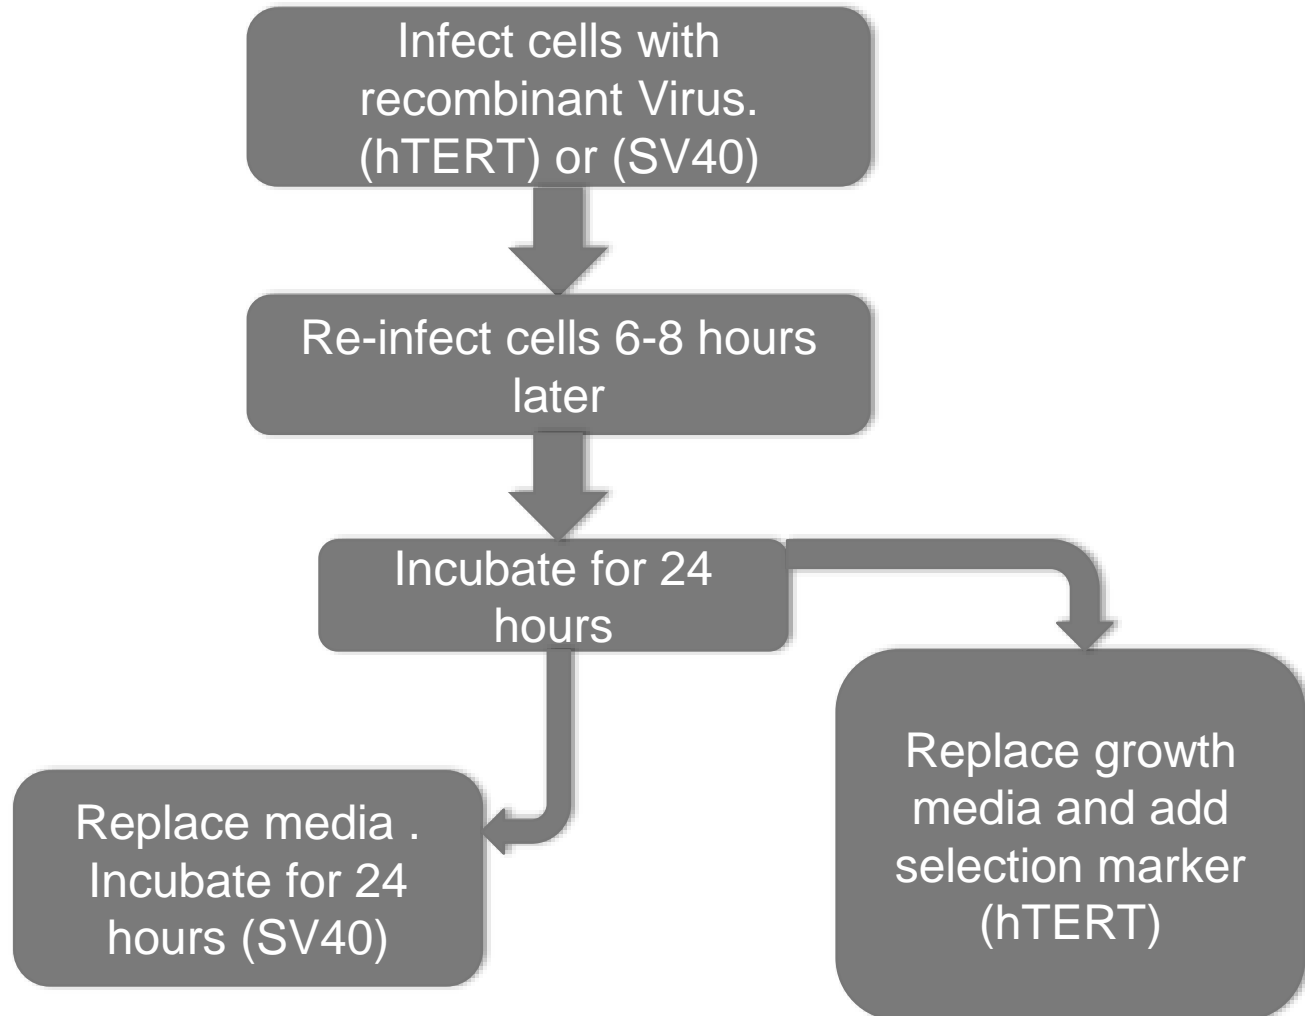 Infect cells with
recombinant Virus.
(hTERT) or (SV40)
Re-infect cells 6-8 hours
later
Incubate for 24
hours
Replace media .
Incubate for 24
hours (SV40)
Replace growth
media and add
selection marker
(hTERT)